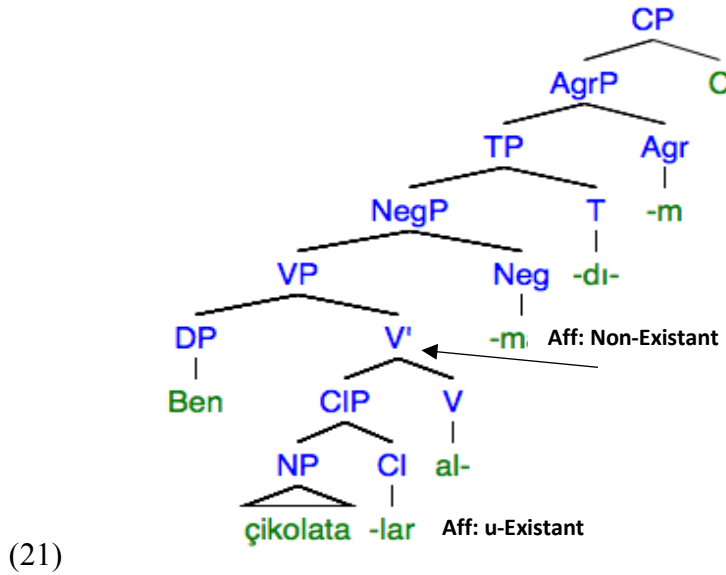 CP
AgrP C
TP Agr
NegP T -m
VP Neg -dı-
DP V' Aff: Non-Existant
Ben ClP V
NP Cl al-
çikolata -lar Aff: u-Existant
(21)